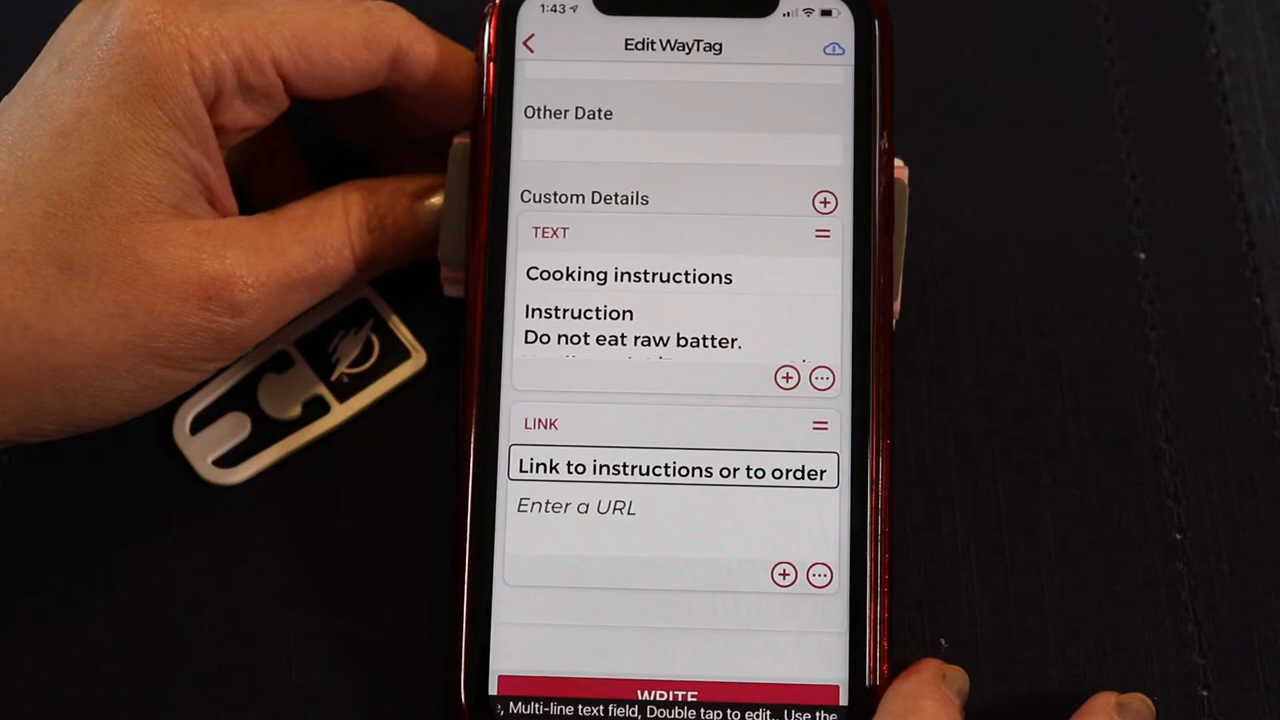 1:43
Edit WayTag
Other Date
Custom Details
TEXT
Cooking instructions
Instruction
Do not eat raw batter.
LINK
Link to instructions or to order
Enter a URL
WRITE
, Multi-line text field, Double tap to edit., Use the